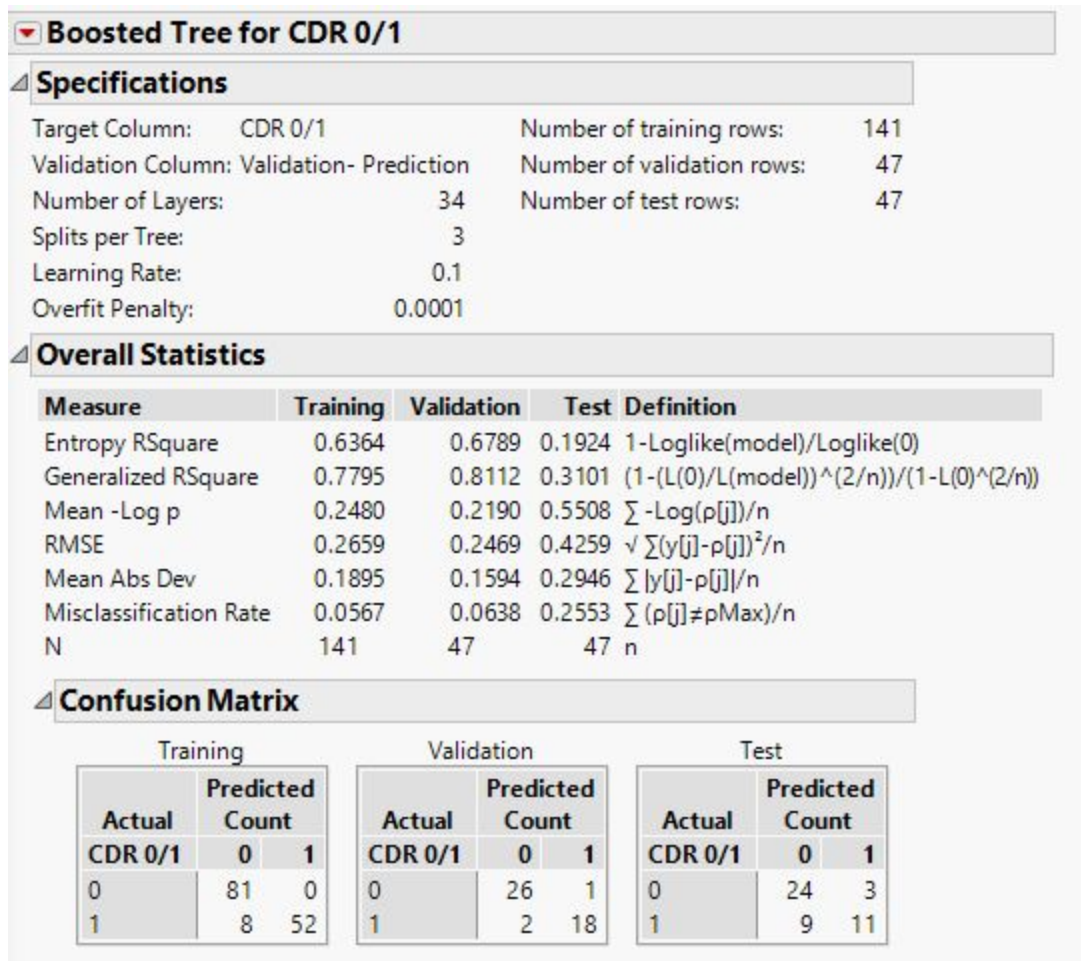 Boosted Tree for CDR 0/1
Specifications
Target Column: CDR 0/1 Number of training rows: 141
Validation Column: Validation- Prediction Number of validation rows: 47
Number of Layers: 34 Number of test rows: 47
Splits per Tree: 3
Learning Rate: 0.1
Overfit Penalty: 0.0001
Overall Statistics
Measure Training Validation Test Definition
Entropy RSquare 0.6364 0.6789 0.1924 1-Loglike(model)/Loglike(0)
Generalized RSquare 0.7795 0.8112 0.3101 (1-(L(0)/L(model))^(2/n))/(1-L(0)^(2/n))
Mean -Log p 0.2480 0.2190 0.5508 ∑ -Log(ρ[j])/n
RMSE 0.2659 0.2469 0.4259 √ ∑(y[j]-ρ[j])²/n
Mean Abs Dev 0.1895 0.1594 0.2946 ∑ |y[j]-ρ[j]|/n
Misclassification Rate 0.0567 0.0638 0.2553 ∑ (ρ[j]≠ρMax)/n
N 141 47 47 n
Confusion Matrix
Training Validation Test
Predicted Predicted Predicted
Actual Count Actual Count Actual Count
CDR 0/1 0 1 CDR 0/1 0 1 CDR 0/1 0 1
0 81 0 0 26 1 0 24 3
1 8 52 1 2 18 1 9 11